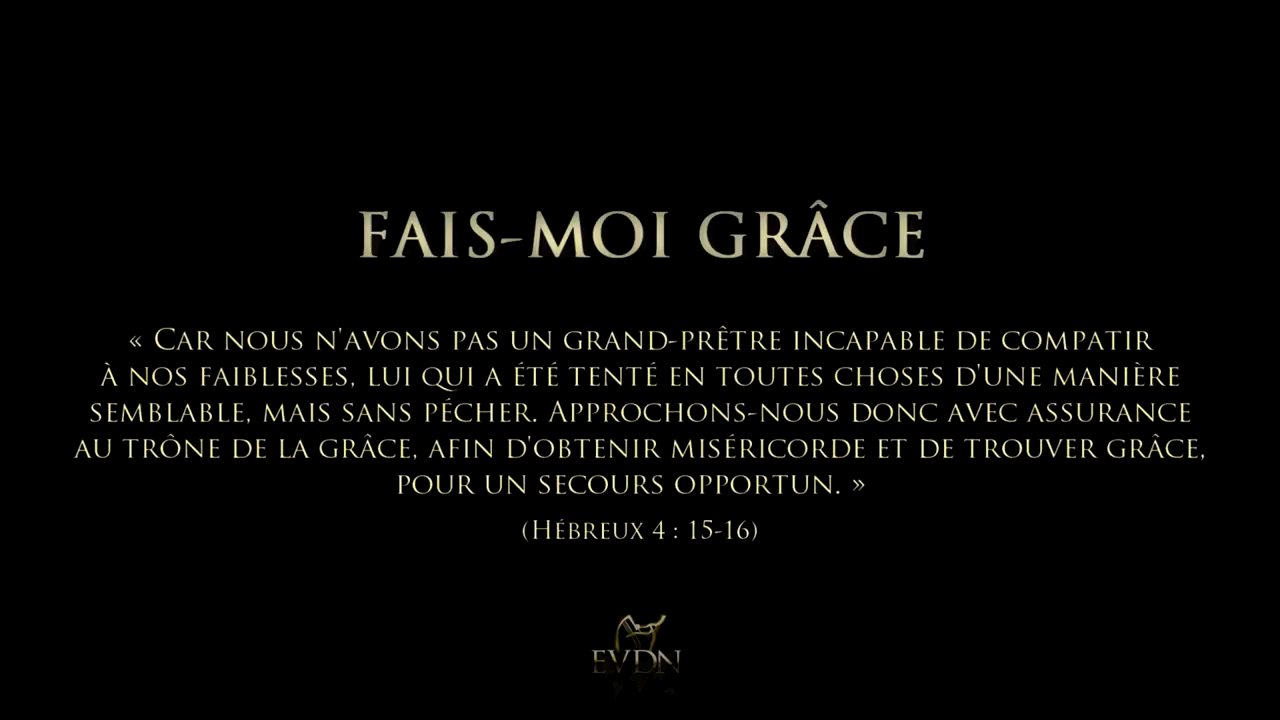 FAIS-MOI GRÂCE
« Car nous n'avons pas un grand-prêtre incapable de compatir
à nos faiblesses, lui qui a été tenté en toutes choses d'une manière
semblable, mais sans pécher. Approchons-nous donc avec assurance
au trône de la grâce, afin d'obtenir miséricorde et de trouver grâce,
pour un secours opportun. »
(Hébreux 4 : 15-16)
EVDN